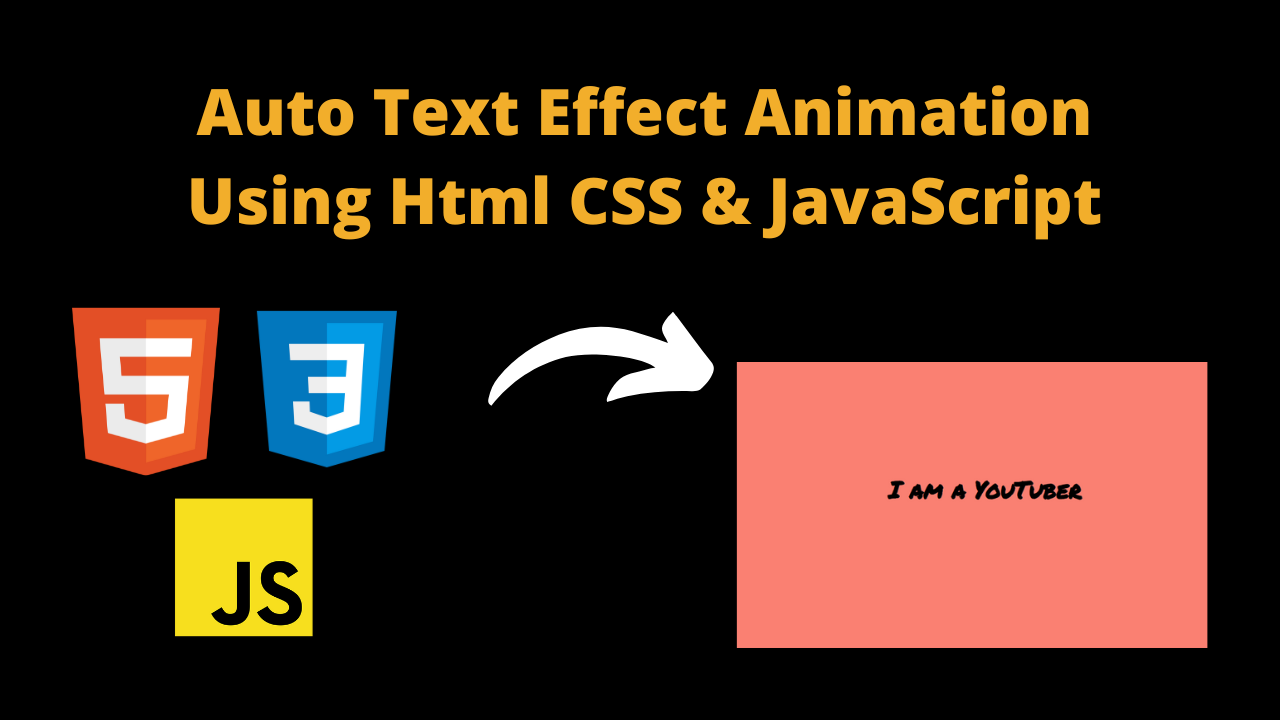 Auto Text Effect Animation
Using Html CSS & JavaScript
5
3
I am a YouTuber
JS